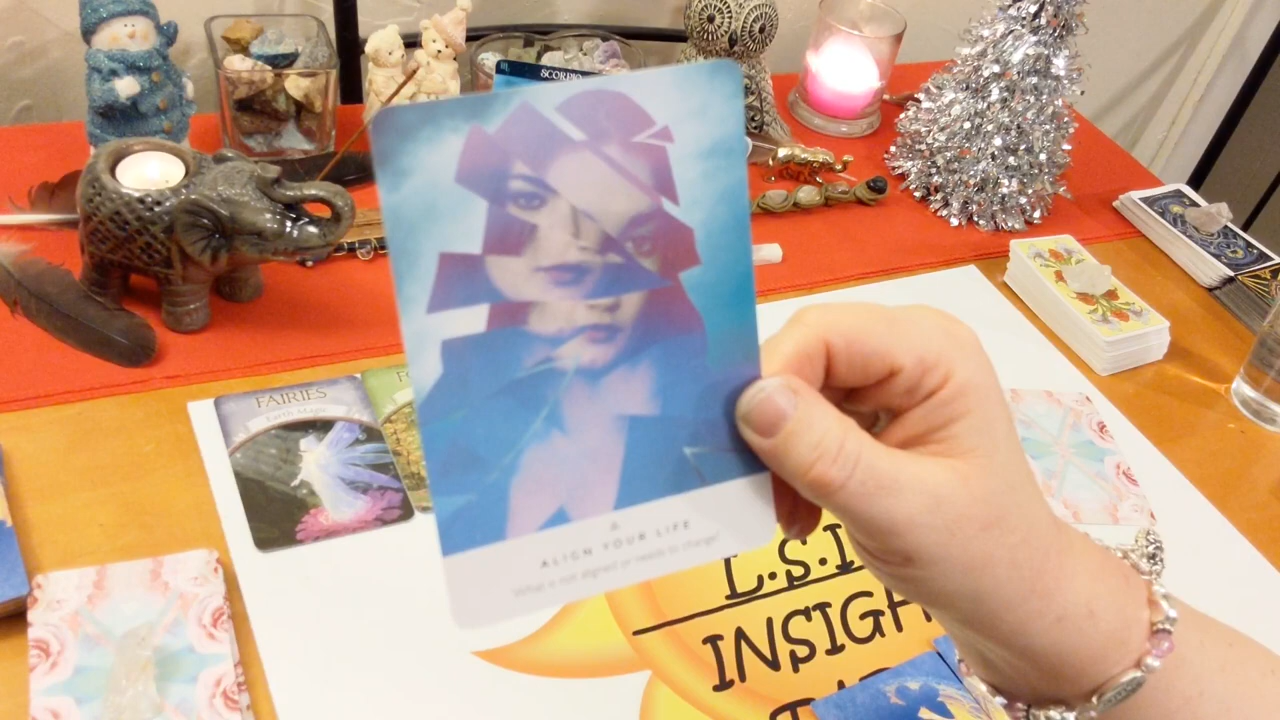 SCORPIO
FAIRIES
Earth Magic
ALIGN YOUR LIFE
What is not aligned or needs to change?
L.S.I
INSIGH